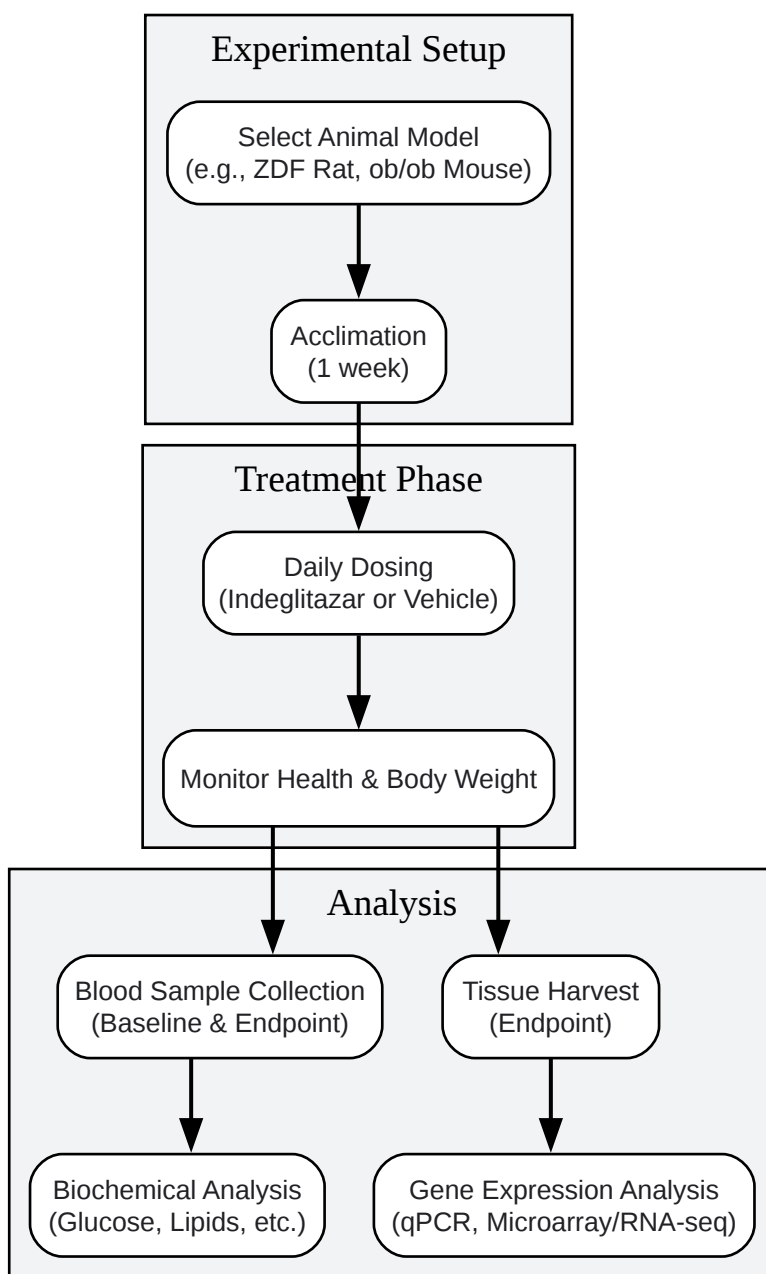 Experimental Setup
Select Animal Model
(e.g., ZDF Rat, ob/ob Mouse)
Acclimation
(1 week)
Treatment Phase
Daily Dosing
(Indeglitazar or Vehicle)
Monitor Health & Body Weight
Analysis
Blood Sample Collection
(Baseline & Endpoint)
Tissue Harvest
(Endpoint)
Biochemical Analysis
(Glucose, Lipids, etc.)
Gene Expression Analysis
(qPCR, Microarray/RNA-seq)